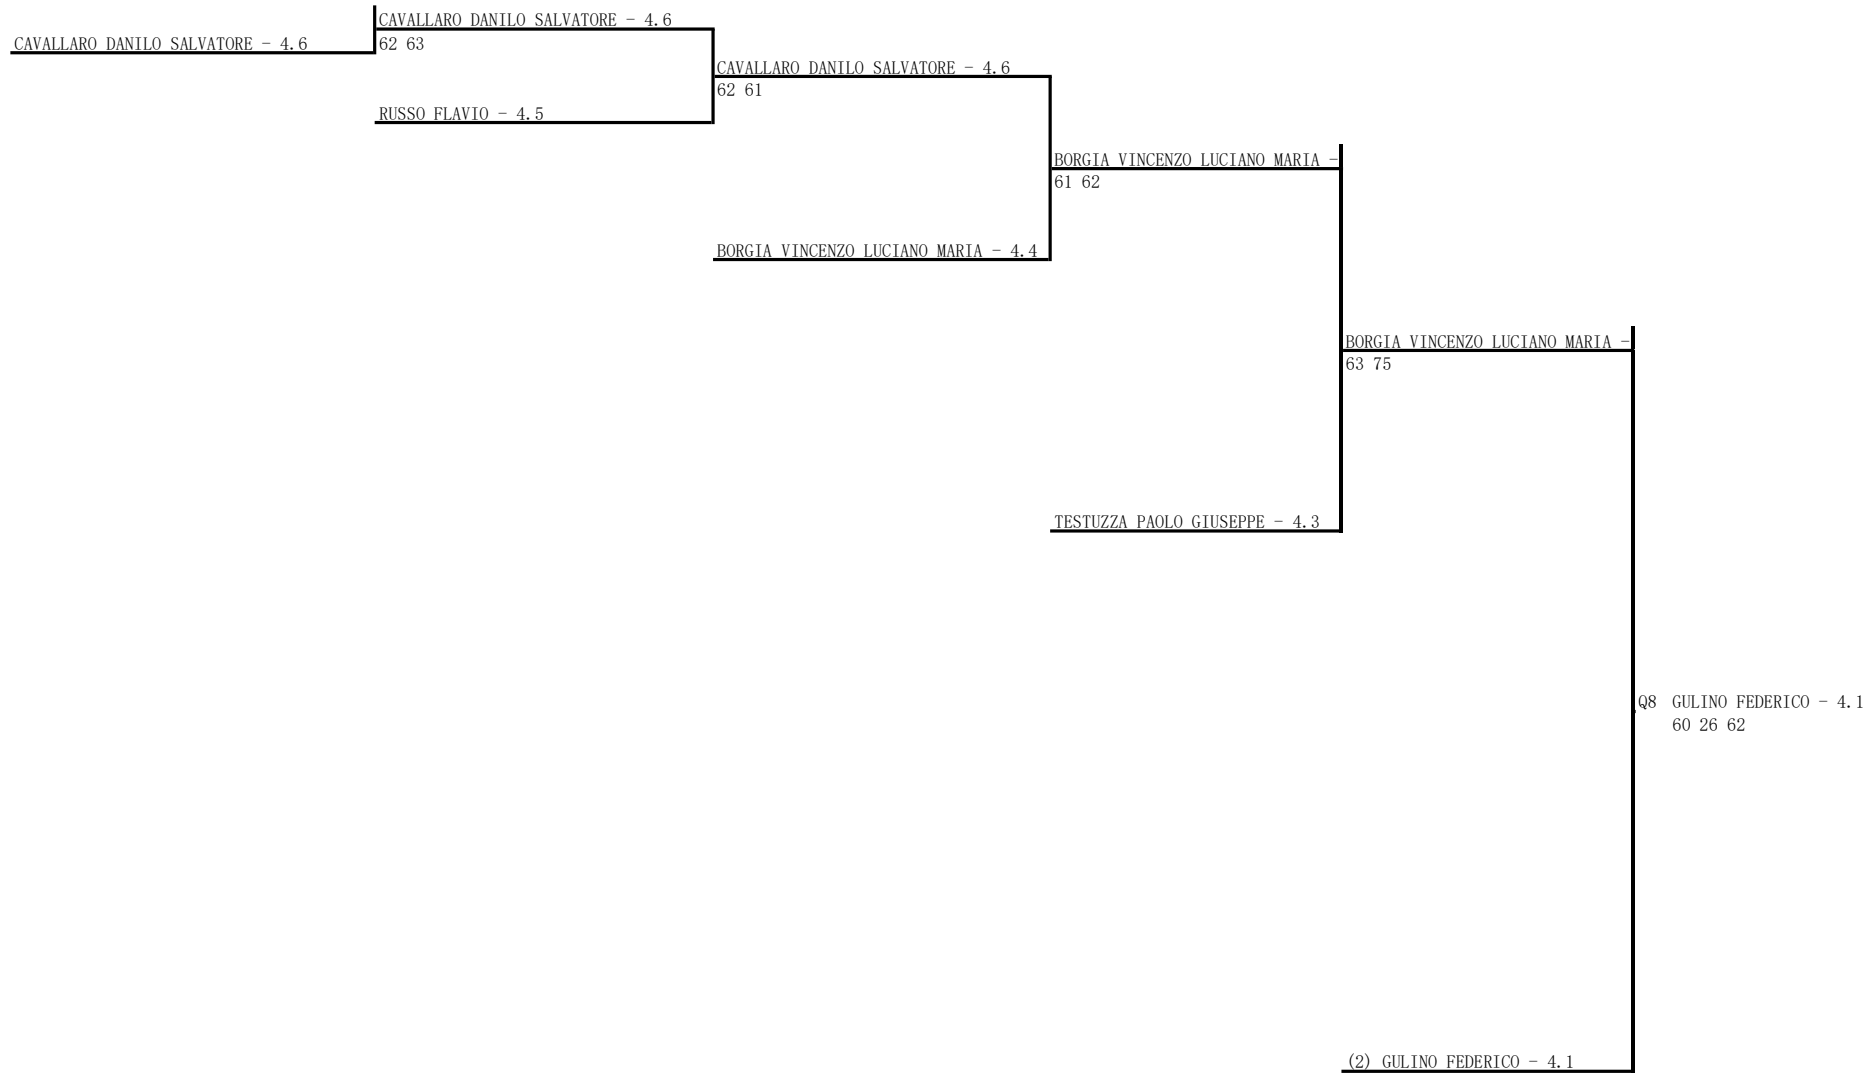 CAVALLARO DANILO SALVATORE - 4.6
CAVALLARO DANILO SALVATORE - 4.6
62 63
CAVALLARO DANILO SALVATORE - 4.6
62 61
RUSSO FLAVIO - 4.5
BORGIA VINCENZO LUCIANO MARIA -
61 62
BORGIA VINCENZO LUCIANO MARIA - 4.4
BORGIA VINCENZO LUCIANO MARIA -
63 75
TESTUZZA PAOLO GIUSEPPE - 4.3
Q8 GULINO FEDERICO - 4.1
60 26 62
(2) GULINO FEDERICO - 4.1